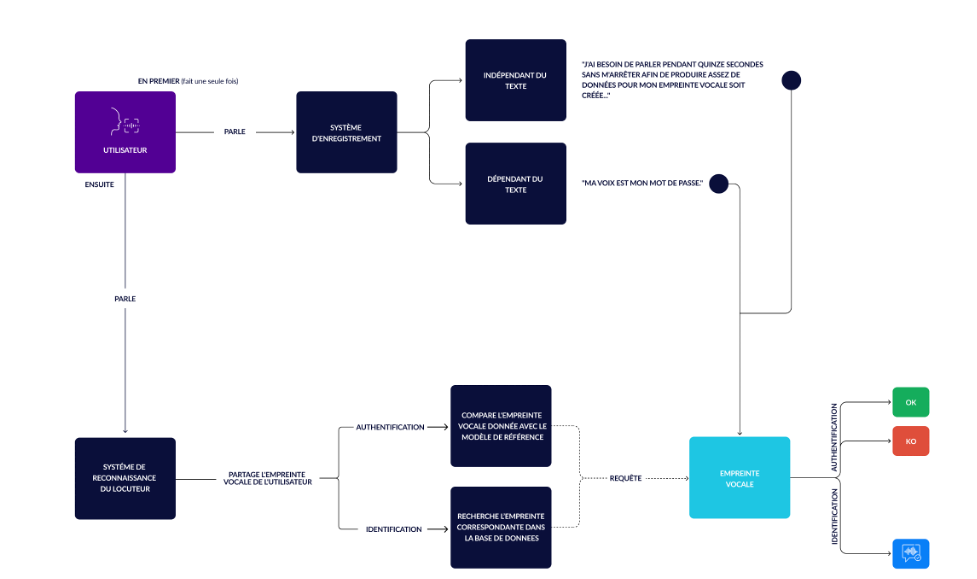 EN PREMIER (fait une seule fois)
UTILISATEUR
PARLE
SYSTÈME
D'ENREGISTREMENT
INDÉPENDANT DU
TEXTE
"J'AI BESOIN DE PARLER PENDANT QUINZE SECONDES
SANS M'ARRÊTER AFIN DE PRODUIRE ASSEZ DE
DONNÉES POUR MON EMPREINTE VOCALE SOIT
CRÉÉE..."
DÉPENDANT DU
TEXTE
"MA VOIX EST MON MOT DE PASSE."
ENSUITE
PARLE
SYSTÉME DE
RECONNAISSANCE
DU LOCUTEUR
PARTAGE L'EMPREINTE
VOCALE DE L'UTILISATEUR
AUTHENTIFICATION
COMPARE L'EMPREINTE
VOCALE DONNÉE AVEC LE
MODÈLE DE RÉFÉRENCE
IDENTIFICATION
RECHERCHE L'EMPREINTE
CORRESPONDANTE DANS
LA BASE DE DONNEES
REQUÊTE
EMPREINTE
VOCALE
AUTHENTIFICATION
OK
KO
IDENTIFICATION